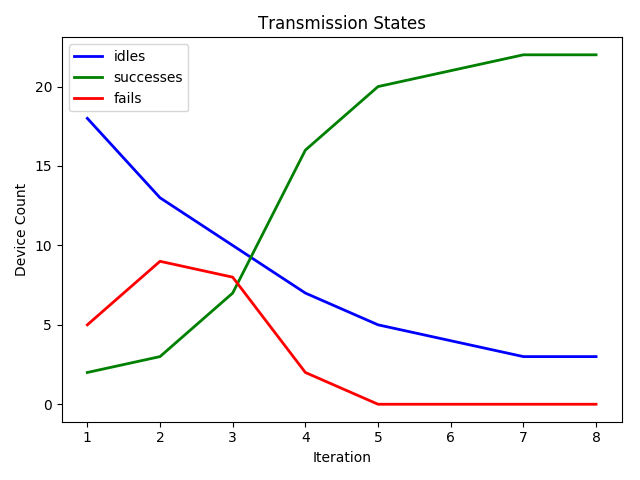 Transmission States
idles
successes
fails
Device Count
20
15
10
5
0
1 2 3 4 5 6 7 8
Iteration